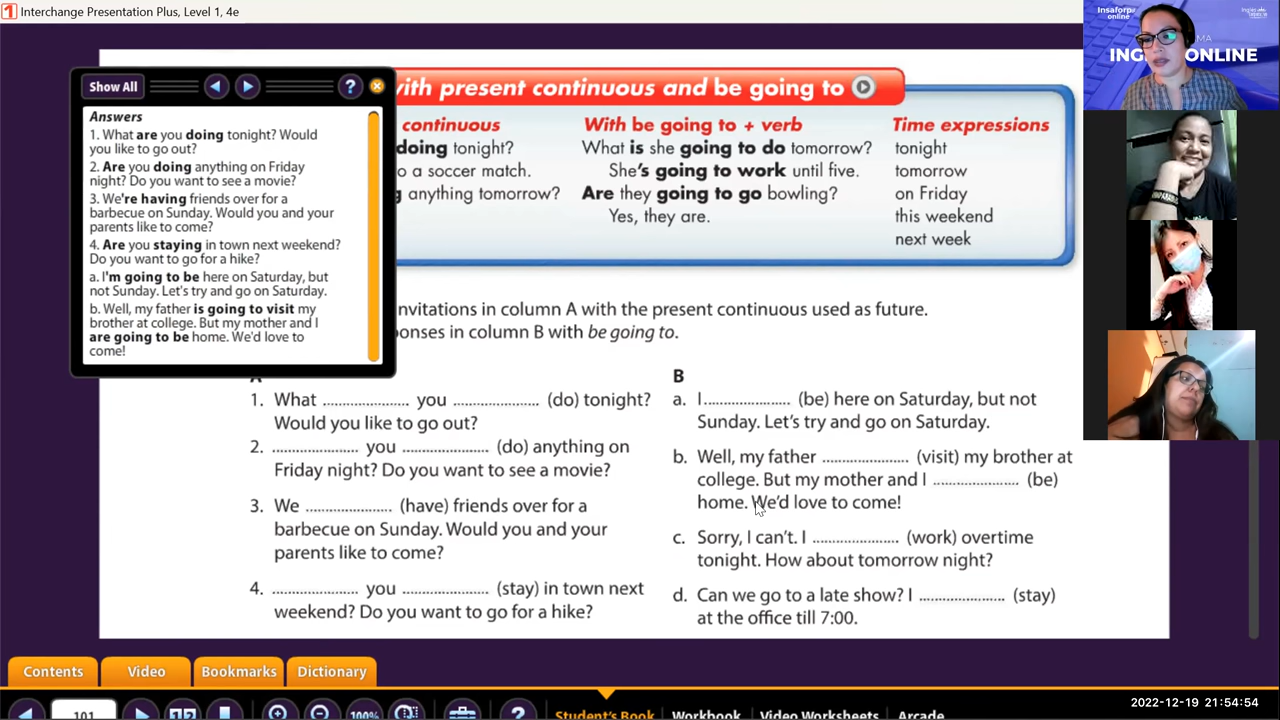 Interchange Presentation Plus, Level 1, 4e
Insaforp
online
INGLÉS ONLINE
with present continuous and be going to
Show All
?
Answers
1. What are you doing tonight? Would
you like to go out?
2. Are you doing anything on Friday
night? Do you want to see a movie?
3. We're having friends over for a
barbecue on Sunday. Would you and your
parents like to come?
4. Are you staying in town next weekend?
Do you want to go for a hike?
a. I'm going to be here on Saturday, but
not Sunday. Let's try and go on Saturday.
b. Well, my father is going to visit my
brother at college. But my mother and I
are going to be home. We'd love to
come!
continuous
doing tonight?
o a soccer match.
g anything tomorrow?
With be going to + verb
What is she going to do tomorrow?
She's going to work until five.
Are they going to go bowling?
Yes, they are.
Time expressions
tonight
tomorrow
on Friday
this weekend
next week
nvitations in column A with the present continuous used as future.
ponses in column B with be going to.
A
1. What ..................... you ..................... (do) tonight?
Would you like to go out?
2. ..................... you ..................... (do) anything on
Friday night? Do you want to see a movie?
3. We ..................... (have) friends over for a
barbecue on Sunday. Would you and your
parents like to come?
4. ..................... you ..................... (stay) in town next
weekend? Do you want to go for a hike?
B
a. I..................... (be) here on Saturday, but not
Sunday. Let's try and go on Saturday.
b. Well, my father ..................... (visit) my brother at
college. But my mother and I ..................... (be)
home. We'd love to come!
c. Sorry, I can't. I ..................... (work) overtime
tonight. How about tomorrow night?
d. Can we go to a late show? I ..................... (stay)
at the office till 7:00.
Contents
Video
Bookmarks
Dictionary
101
100%
?
Student's Book
Workbook
Video Worksheets
Arcade
2022-12-19 21:54:54